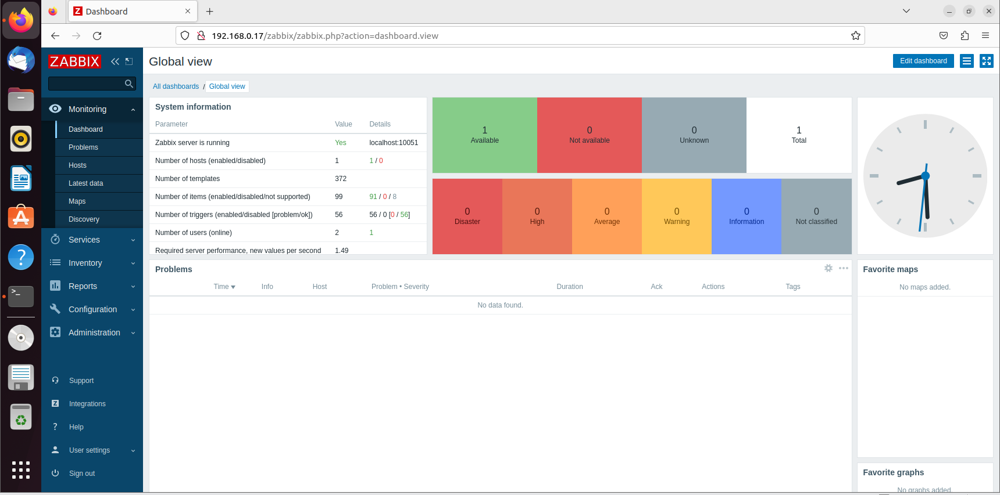 Dashboard
192.168.0.17/zabbix/zabbix.php?action=dashboard.view
ZABBIX
Global view
Edit dashboard
All dashboards / Global view
Monitoring
Dashboard
Problems
Hosts
Latest data
Maps
Discovery
Services
Inventory
Reports
Configuration
Administration
Support
Integrations
Help
User settings
Sign out
System information
Parameter Value Details
Zabbix server is running Yes localhost:10051
Number of hosts (enabled/disabled) 1 1 / 0
Number of templates 372
Number of items (enabled/disabled/not supported) 99 91 / 0 / 8
Number of triggers (enabled/disabled [problem/ok]) 56 56 / 0 [0 / 56]
Number of users (online) 2 1
Required server performance, new values per second 1.49
1 0 0 1
Available Not available Unknown Total
0 0 0 0 0 0
Disaster High Average Warning Information Not classified
Problems
Time Info Host Problem • Severity Duration Ack Actions Tags
No data found.
Favorite maps
No maps added.
Favorite graphs
No graphs added.